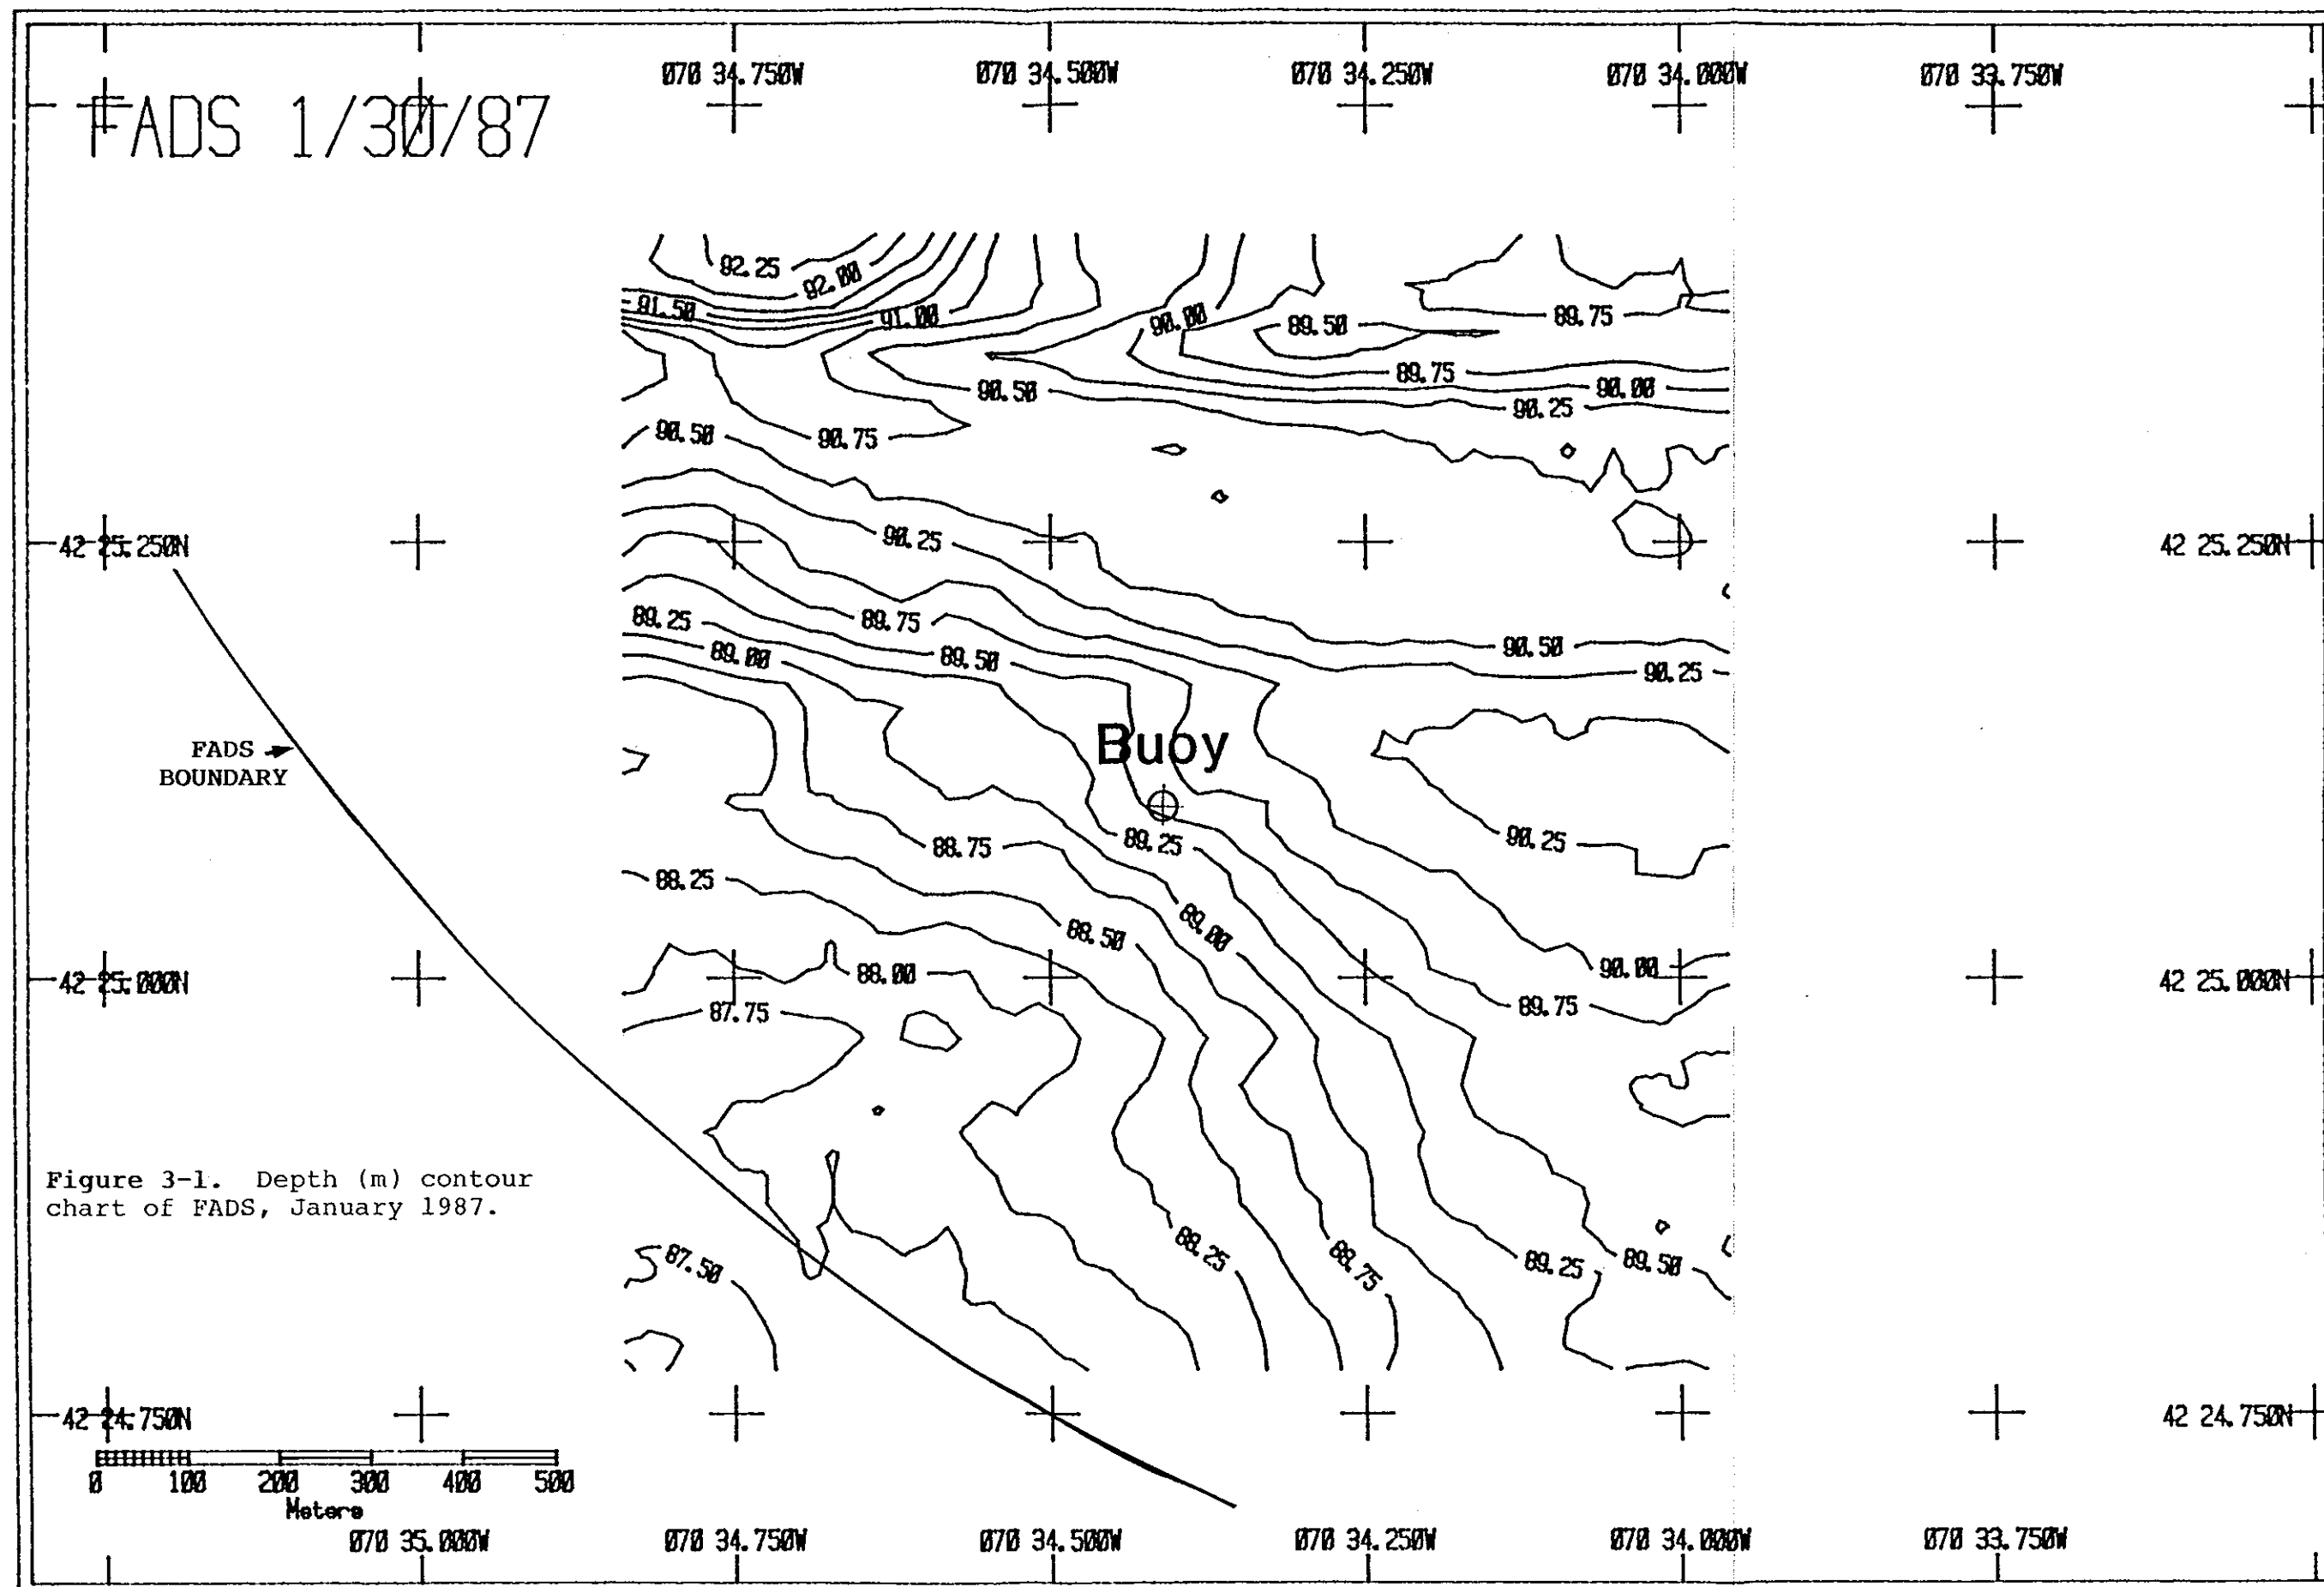 070 34.750W 070 34.500W 070 34.250W 070 34.000W 070 33.750W
FADS 1/30/87
92.25
92.00
91.50
91.00
90.00
89.50
89.75
89.75
90.00
90.50
90.25
90.50
90.75
42 25.250N
90.25
42 25.250N
89.25
89.75
89.00
89.50
90.50
90.25
Buoy
FADS
BOUNDARY
88.75
89.25
90.25
88.25
88.50
89.00
42 25.000N
88.00
90.00
42 25.000N
87.75
89.75
Figure 3-1. Depth (m) contour
chart of FADS, January 1987.
87.50
88.25
88.75
89.25
89.50
42 24.750N
42 24.750N
0 100 200 300 400 500
Meters
070 35.000W 070 34.750W 070 34.500W 070 34.250W 070 34.000W 070 33.750W